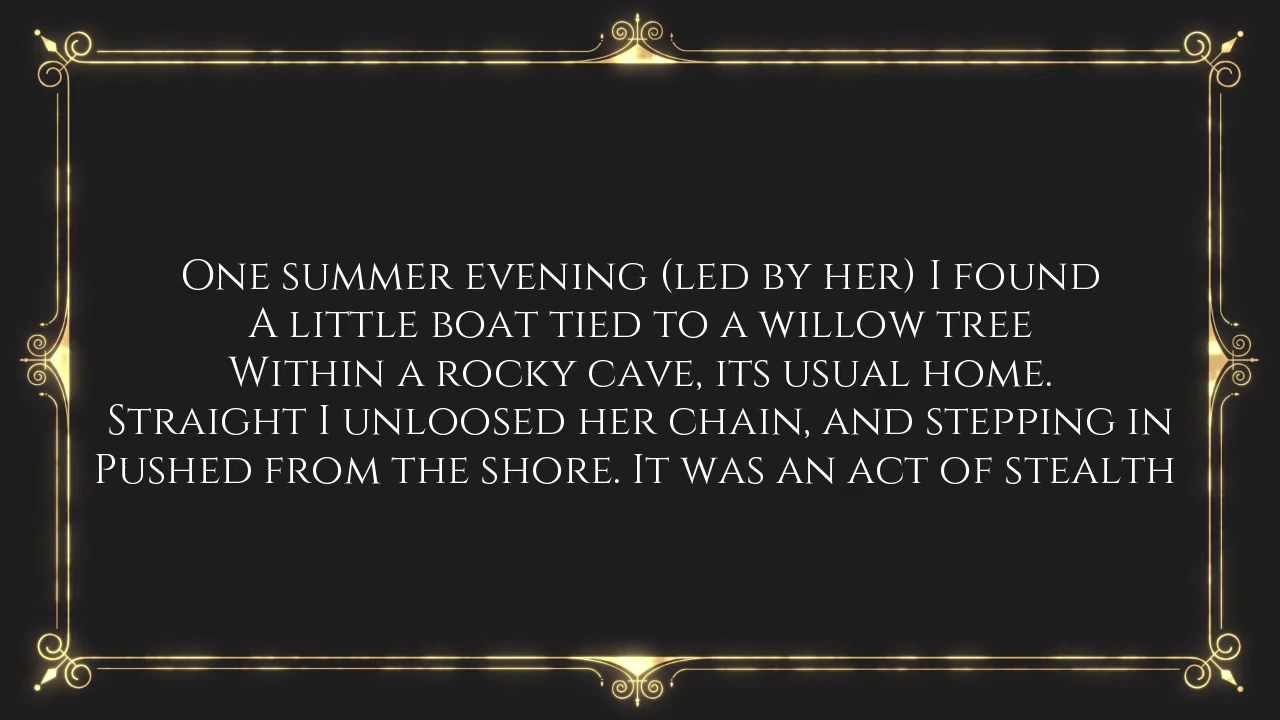 One summer evening (led by her) I found
A little boat tied to a willow tree
Within a rocky cave, its usual home.
Straight I unloosed her chain, and stepping in
Pushed from the shore. It was an act of stealth